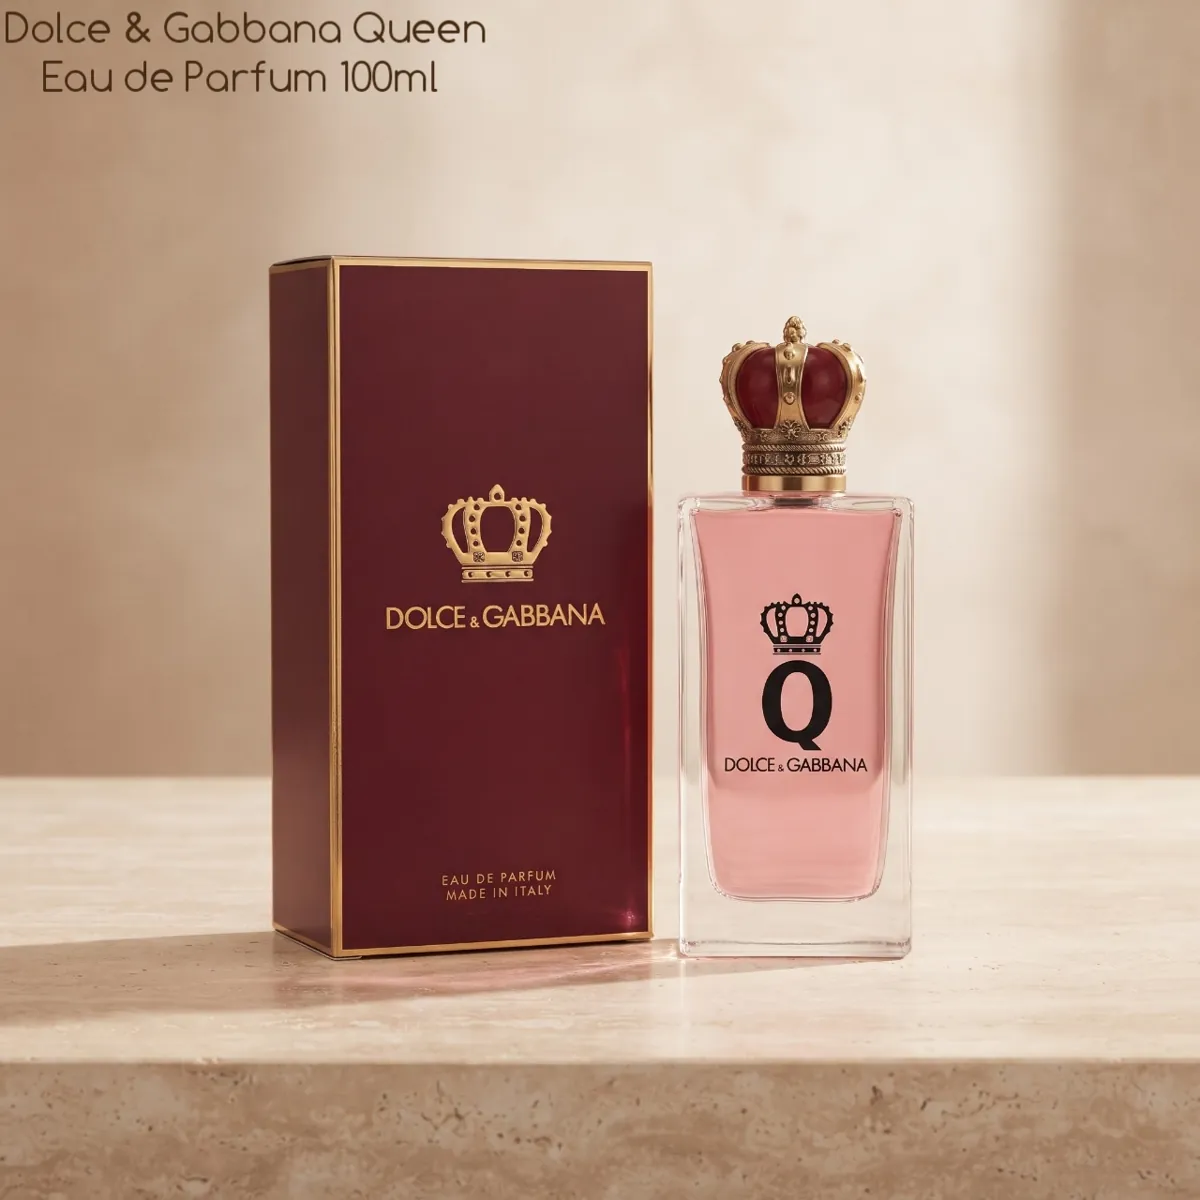 Dolce & Gabbana Queen
Eau de Parfum 100ml
DOLCE & GABBANA
EAU DE PARFUM
MADE IN ITALY
Q
DOLCE & GABBANA